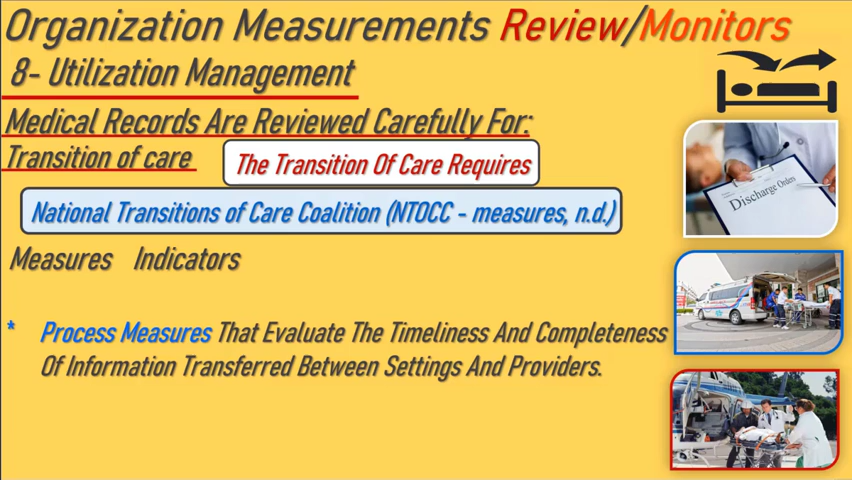 Organization Measurements Review/Monitors
8- Utilization Management
Medical Records Are Reviewed Carefully For:
Transition of care
The Transition Of Care Requires
National Transitions of Care Coalition (NTOCC - measures, n.d.)
Measures Indicators
* Process Measures That Evaluate The Timeliness And Completeness
Of Information Transferred Between Settings And Providers.
Discharge Orders